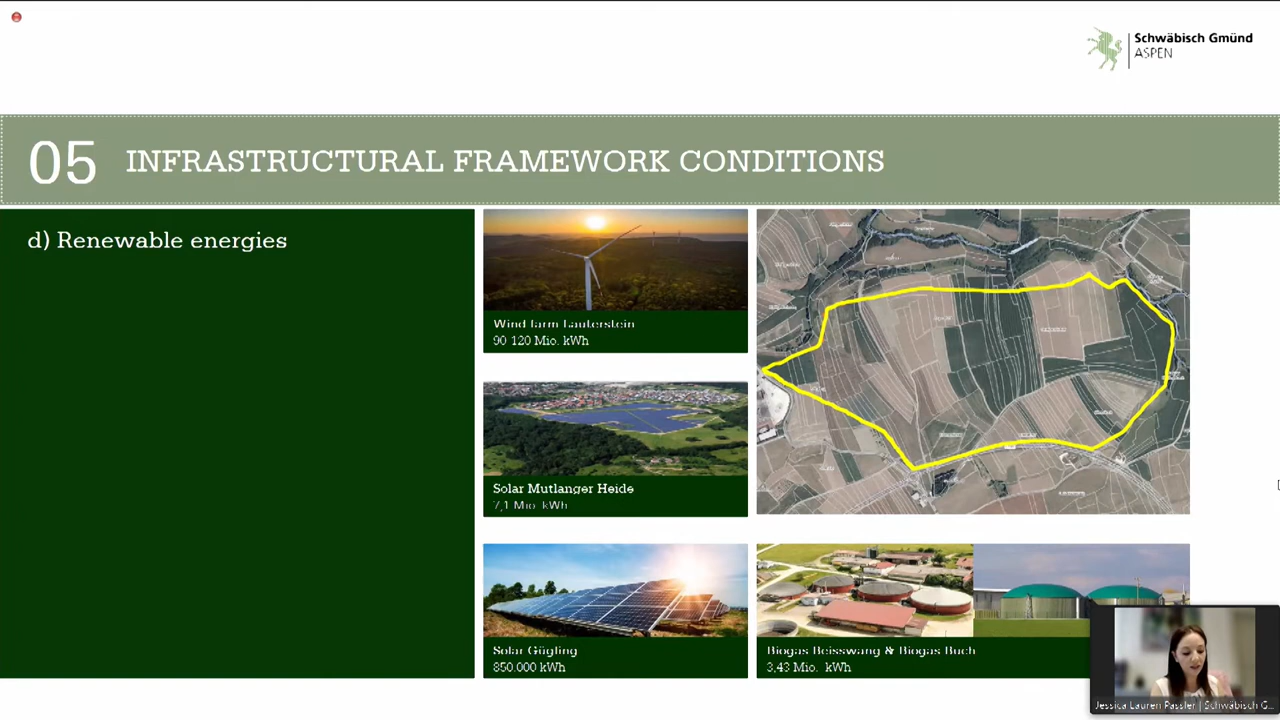 Schwäbisch Gmünd
ASPEN
05 INFRASTRUCTURAL FRAMEWORK CONDITIONS
d) Renewable energies
Wind farm Lauterstein
90-120 Mio. kWh
Solar Mutlanger Heide
7,1 Mio. kWh
Solar Gügling
850.000 kWh
Biogas Beisswang & Biogas Buch
3,43 Mio. kWh
Jessica Lauren Passler | Schwäbisch G...